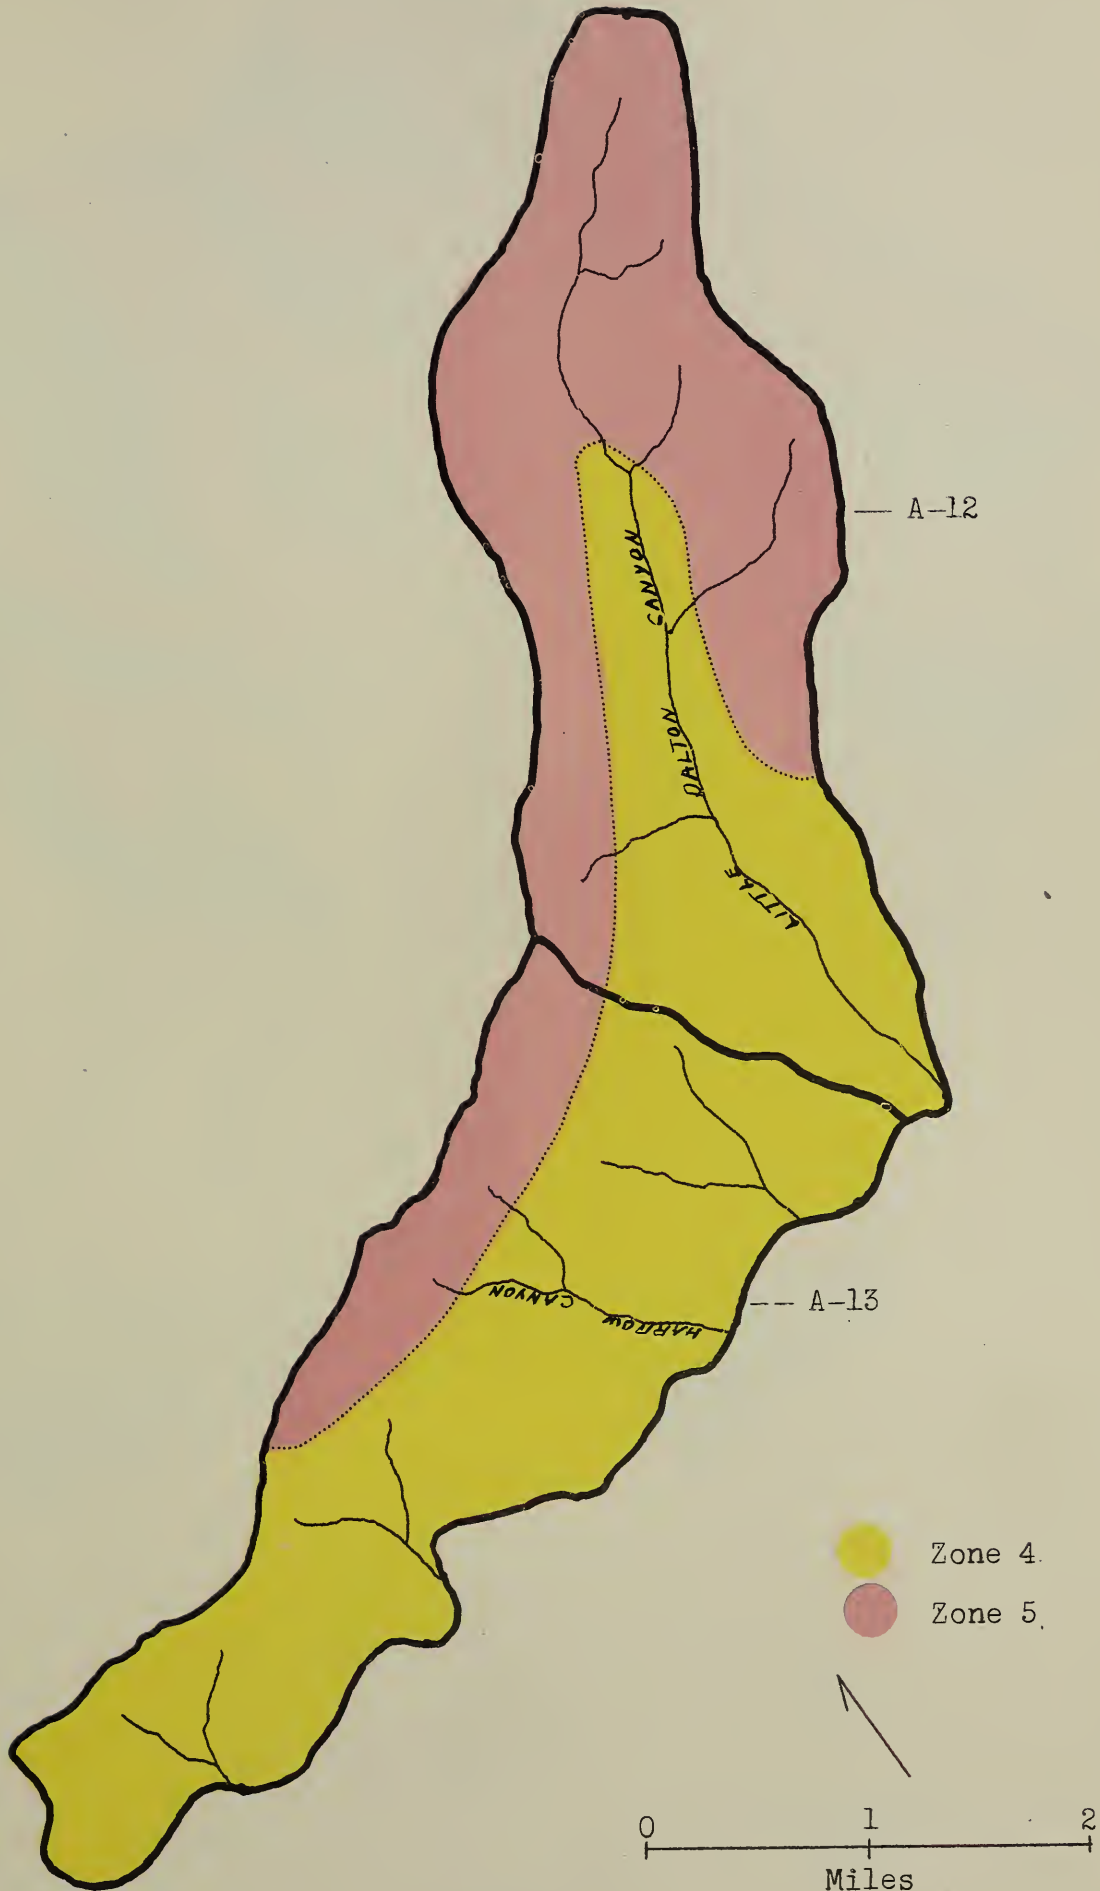 — A-12
CANYON
DALTON
LITTLE
-- A-13
CANYON
HARROW
Zone 4
Zone 5
0 1 2
Miles